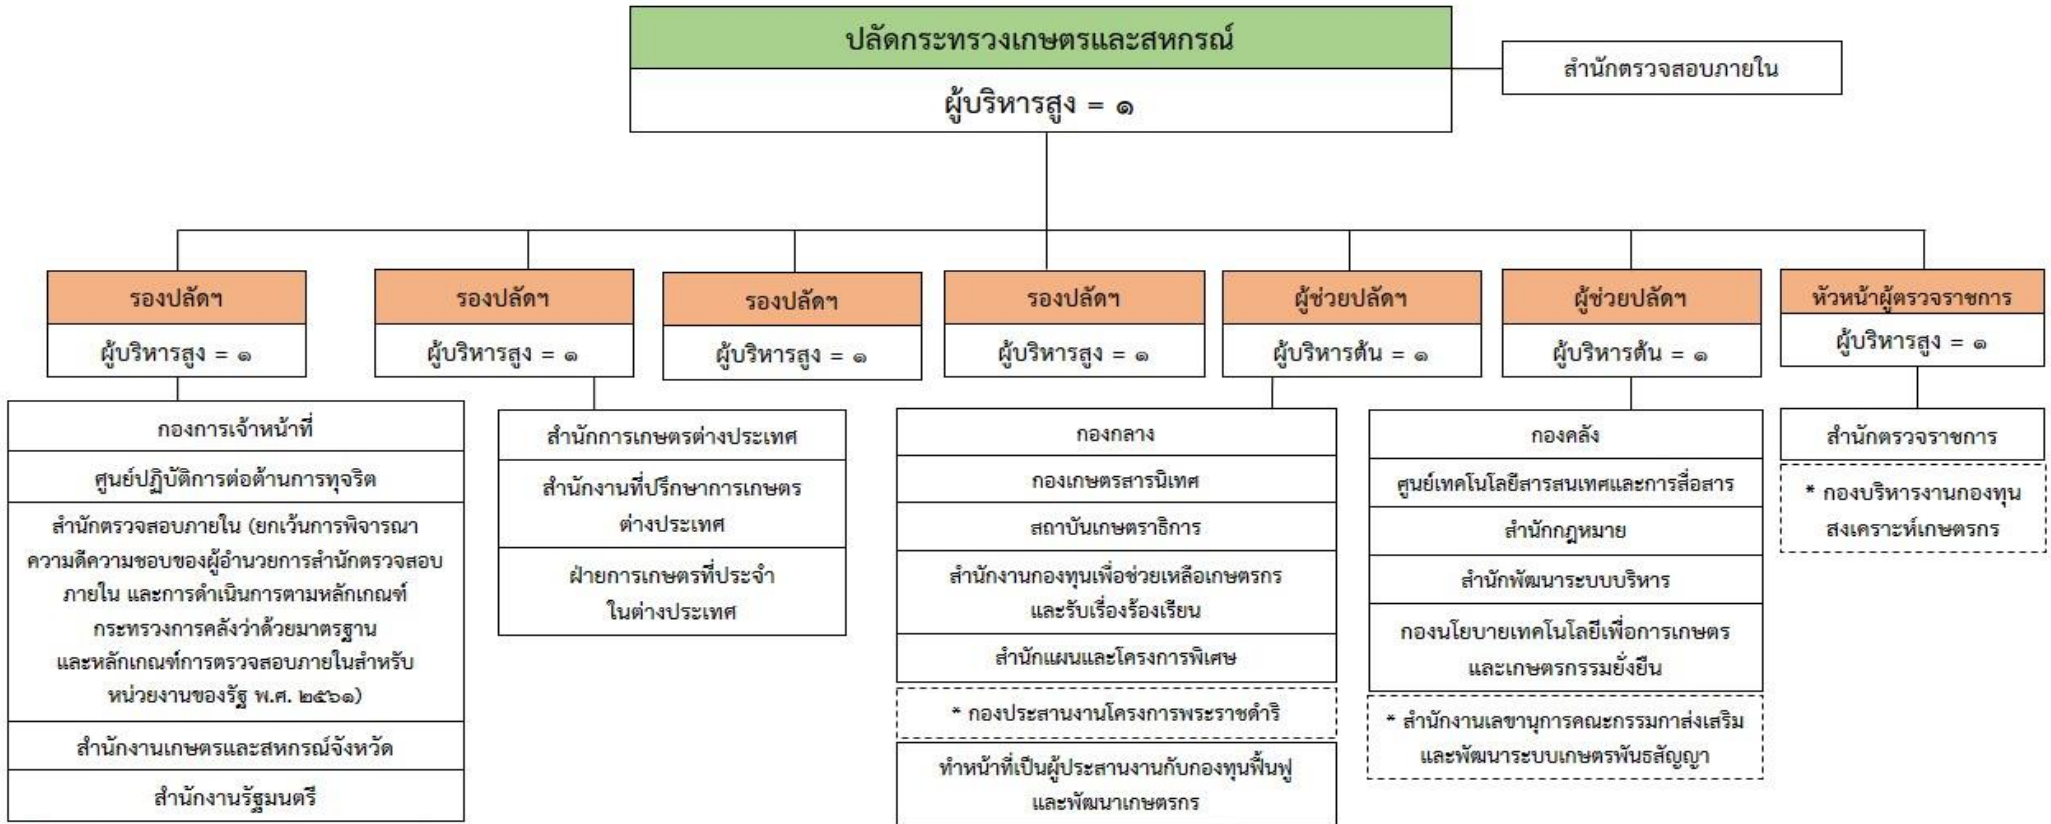 ปลัดกระทรวงเกษตรและสหกรณ์
ผู้บริหารสูง = ๑
สำนักตรวจสอบภายใน
รองปลัดฯ
ผู้บริหารสูง = ๑
รองปลัดฯ
ผู้บริหารสูง = ๑
รองปลัดฯ
ผู้บริหารสูง = ๑
รองปลัดฯ
ผู้บริหารสูง = ๑
ผู้ช่วยปลัดฯ
ผู้บริหารต้น = ๑
ผู้ช่วยปลัดฯ
ผู้บริหารต้น = ๑
หัวหน้าผู้ตรวจราชการ
ผู้บริหารสูง = ๑
กองการเจ้าหน้าที่
ศูนย์ปฏิบัติการต่อต้านการทุจริต
สำนักตรวจสอบภายใน (ยกเว้นการพิจารณา
ความดีความชอบของผู้อำนวยการสำนักตรวจสอบ
ภายใน และการดำเนินการตามหลักเกณฑ์
กระทรวงการคลังว่าด้วยมาตรฐาน
และหลักเกณฑ์การตรวจสอบภายในสำหรับ
หน่วยงานของรัฐ พ.ศ. ๒๕๖๑)
สำนักงานเกษตรและสหกรณ์จังหวัด
สำนักงานรัฐมนตรี
สำนักการเกษตรต่างประเทศ
สำนักงานที่ปรึกษาการเกษตร
ต่างประเทศ
ฝ่ายการเกษตรที่ประจำ
ในต่างประเทศ
กองกลาง
กองเกษตรสารนิเทศ
สถาบันเกษตราธิการ
สำนักงานกองทุนเพื่อช่วยเหลือเกษตรกร
และรับเรื่องร้องเรียน
สำนักแผนและโครงการพิเศษ
* กองประสานงานโครงการพระราชดำริ
ทำหน้าที่เป็นผู้ประสานงานกับกองทุนฟื้นฟู
และพัฒนาเกษตรกร
กองคลัง
ศูนย์เทคโนโลยีสารสนเทศและการสื่อสาร
สำนักกฎหมาย
สำนักพัฒนาระบบบริหาร
กองนโยบายเทคโนโลยีเพื่อการเกษตร
และเกษตรกรรมยั่งยืน
* สำนักงานเลขานุการคณะกรรมกาส่งเสริม
และพัฒนาระบบเกษตรพันธสัญญา
สำนักตรวจราชการ
* กองบริหารงานกองทุน
สงเคราะห์เกษตรกร